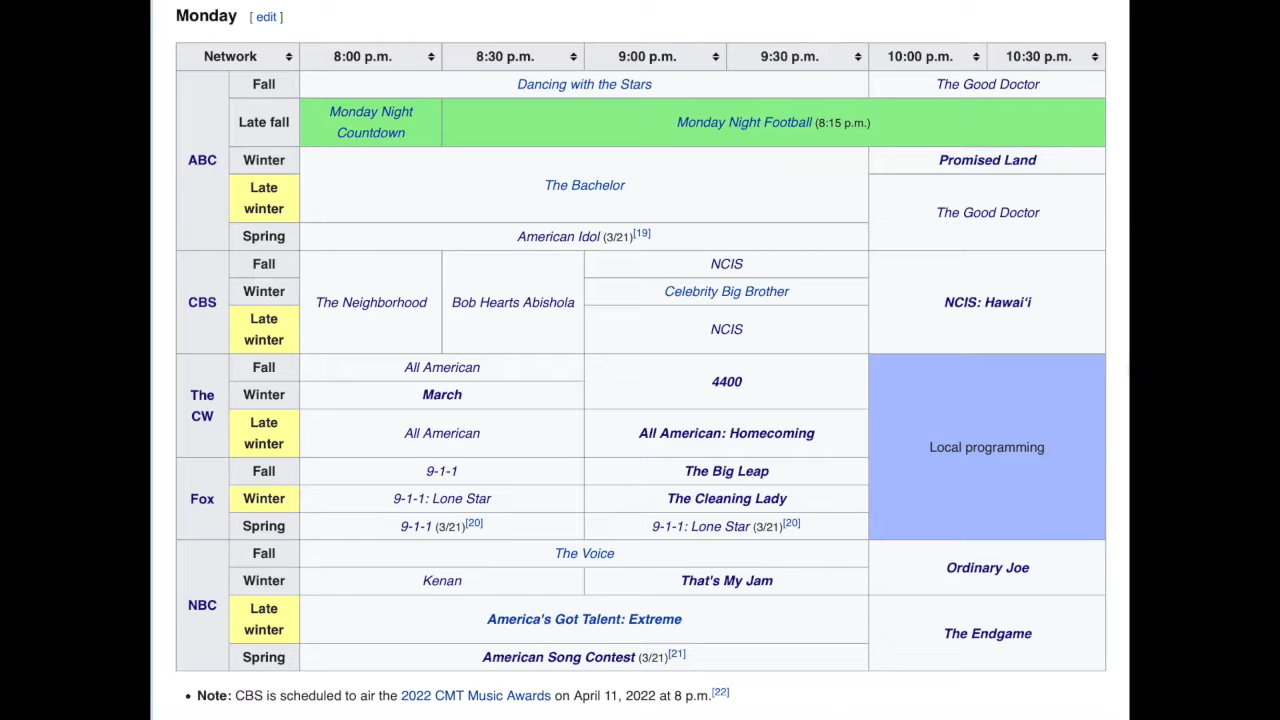 Monday [ edit ]
Network 8:00 p.m. 8:30 p.m. 9:00 p.m. 9:30 p.m. 10:00 p.m. 10:30 p.m.
ABC
Fall Dancing with the Stars The Good Doctor
Late fall Monday Night
Countdown Monday Night Football (8:15 p.m.)
Winter The Bachelor Promised Land
Late
winter The Good Doctor
Spring American Idol (3/21)[19]
CBS
Fall The Neighborhood Bob Hearts Abishola NCIS NCIS: Hawaiʻi
Winter Celebrity Big Brother
Late
winter NCIS
The
CW
Fall All American 4400 Local programming
Winter March
Late
winter All American All American: Homecoming
Fox
Fall 9-1-1 The Big Leap
Winter 9-1-1: Lone Star The Cleaning Lady
Spring 9-1-1 (3/21)[20] 9-1-1: Lone Star (3/21)[20]
NBC
Fall The Voice Ordinary Joe
Winter Kenan That's My Jam
Late
winter America's Got Talent: Extreme The Endgame
Spring American Song Contest (3/21)[21]
• Note: CBS is scheduled to air the 2022 CMT Music Awards on April 11, 2022 at 8 p.m.[22]